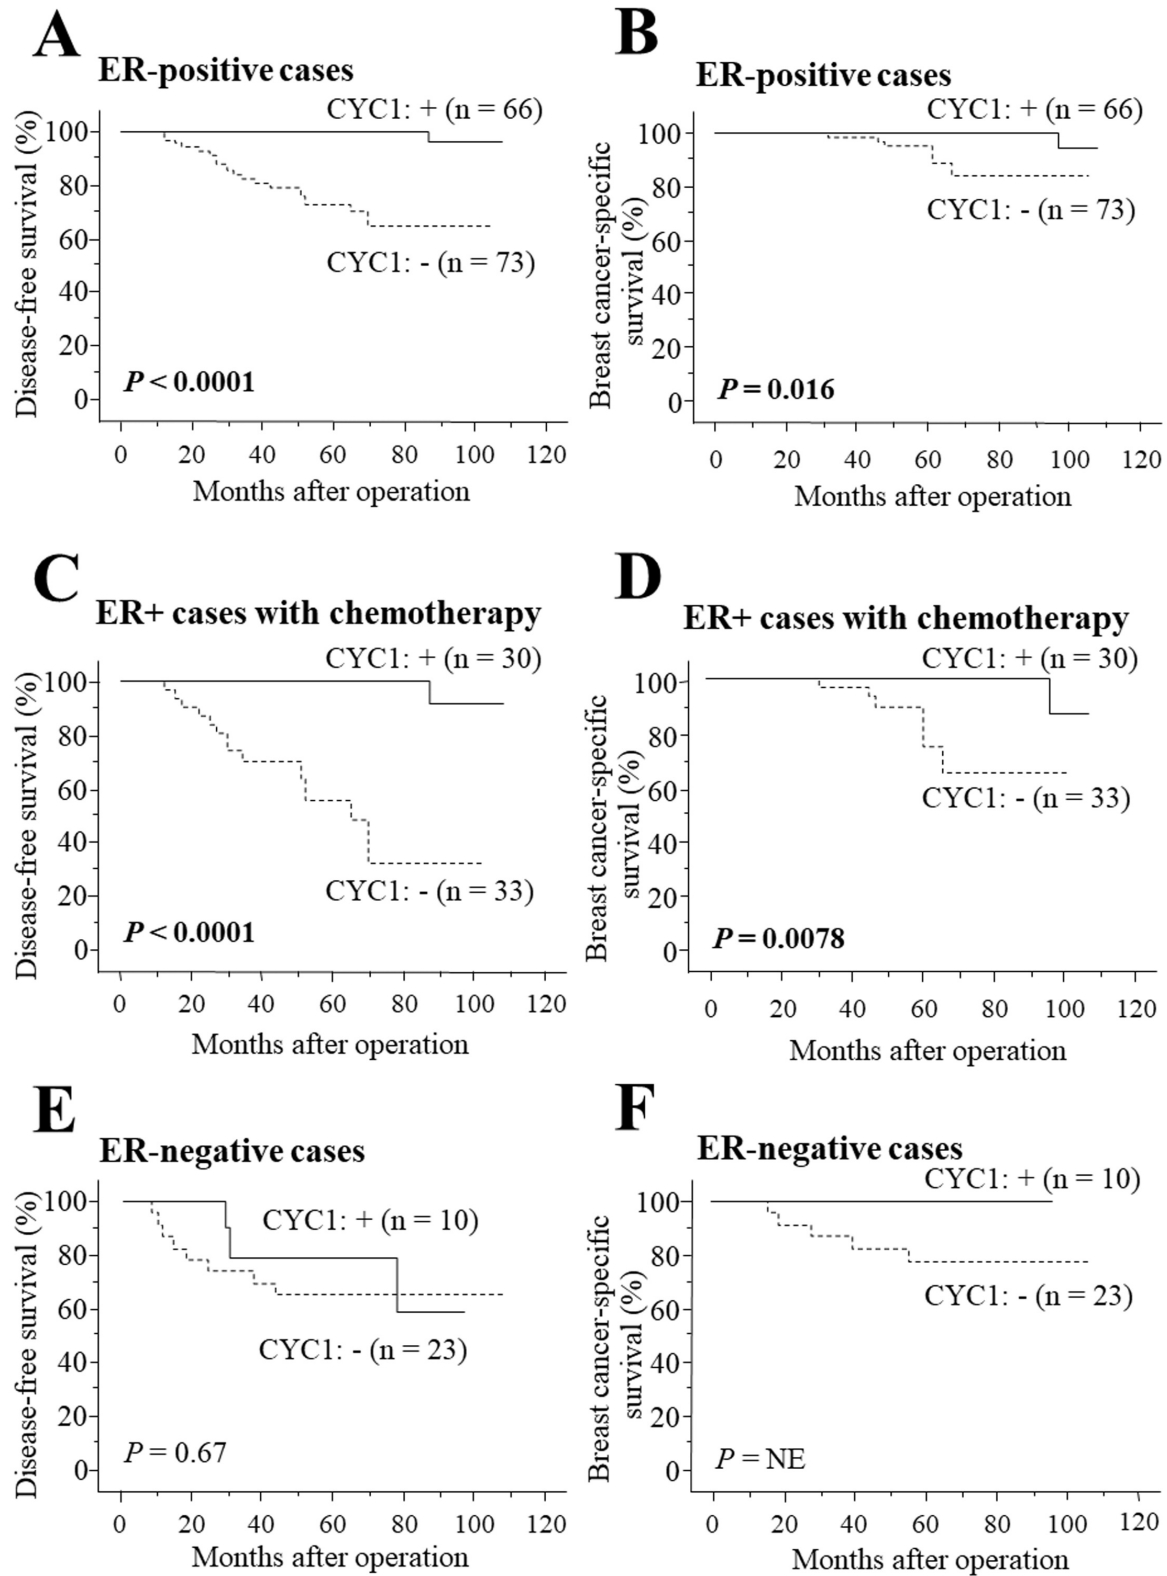 A
ER-positive cases
CYC1: + (n = 66)
Disease-free survival (%)
100
80
60
40
20
0
CYC1: - (n = 73)
P < 0.0001
0 20 40 60 80 100 120
Months after operation
B
ER-positive cases
CYC1: + (n = 66)
Breast cancer-specific
survival (%)
100
80
60
40
20
0
CYC1: - (n = 73)
P = 0.016
0 20 40 60 80 100 120
Months after operation
C
ER+ cases with chemotherapy
CYC1: + (n = 30)
Disease-free survival (%)
100
80
60
40
20
0
CYC1: - (n = 33)
P < 0.0001
0 20 40 60 80 100 120
Months after operation
D
ER+ cases with chemotherapy
CYC1: + (n = 30)
Breast cancer-specific
survival (%)
100
80
60
40
20
0
CYC1: - (n = 33)
P = 0.0078
0 20 40 60 80 100 120
Months after operation
E
ER-negative cases
Disease-free survival (%)
100
80
60
40
20
0
CYC1: + (n = 10)
CYC1: - (n = 23)
P = 0.67
0 20 40 60 80 100 120
Months after operation
F
ER-negative cases
CYC1: + (n = 10)
Breast cancer-specific
survival (%)
100
80
60
40
20
0
CYC1: - (n = 23)
P = NE
0 20 40 60 80 100 120
Months after operation